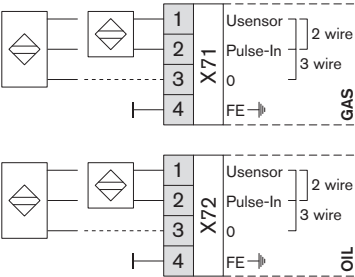 1 Usensor
2 Pulse-In
2 wire
3 0
3 wire
4 FE
X71
GAS
1 Usensor
2 Pulse-In
2 wire
3 0
3 wire
4 FE
X72
OIL